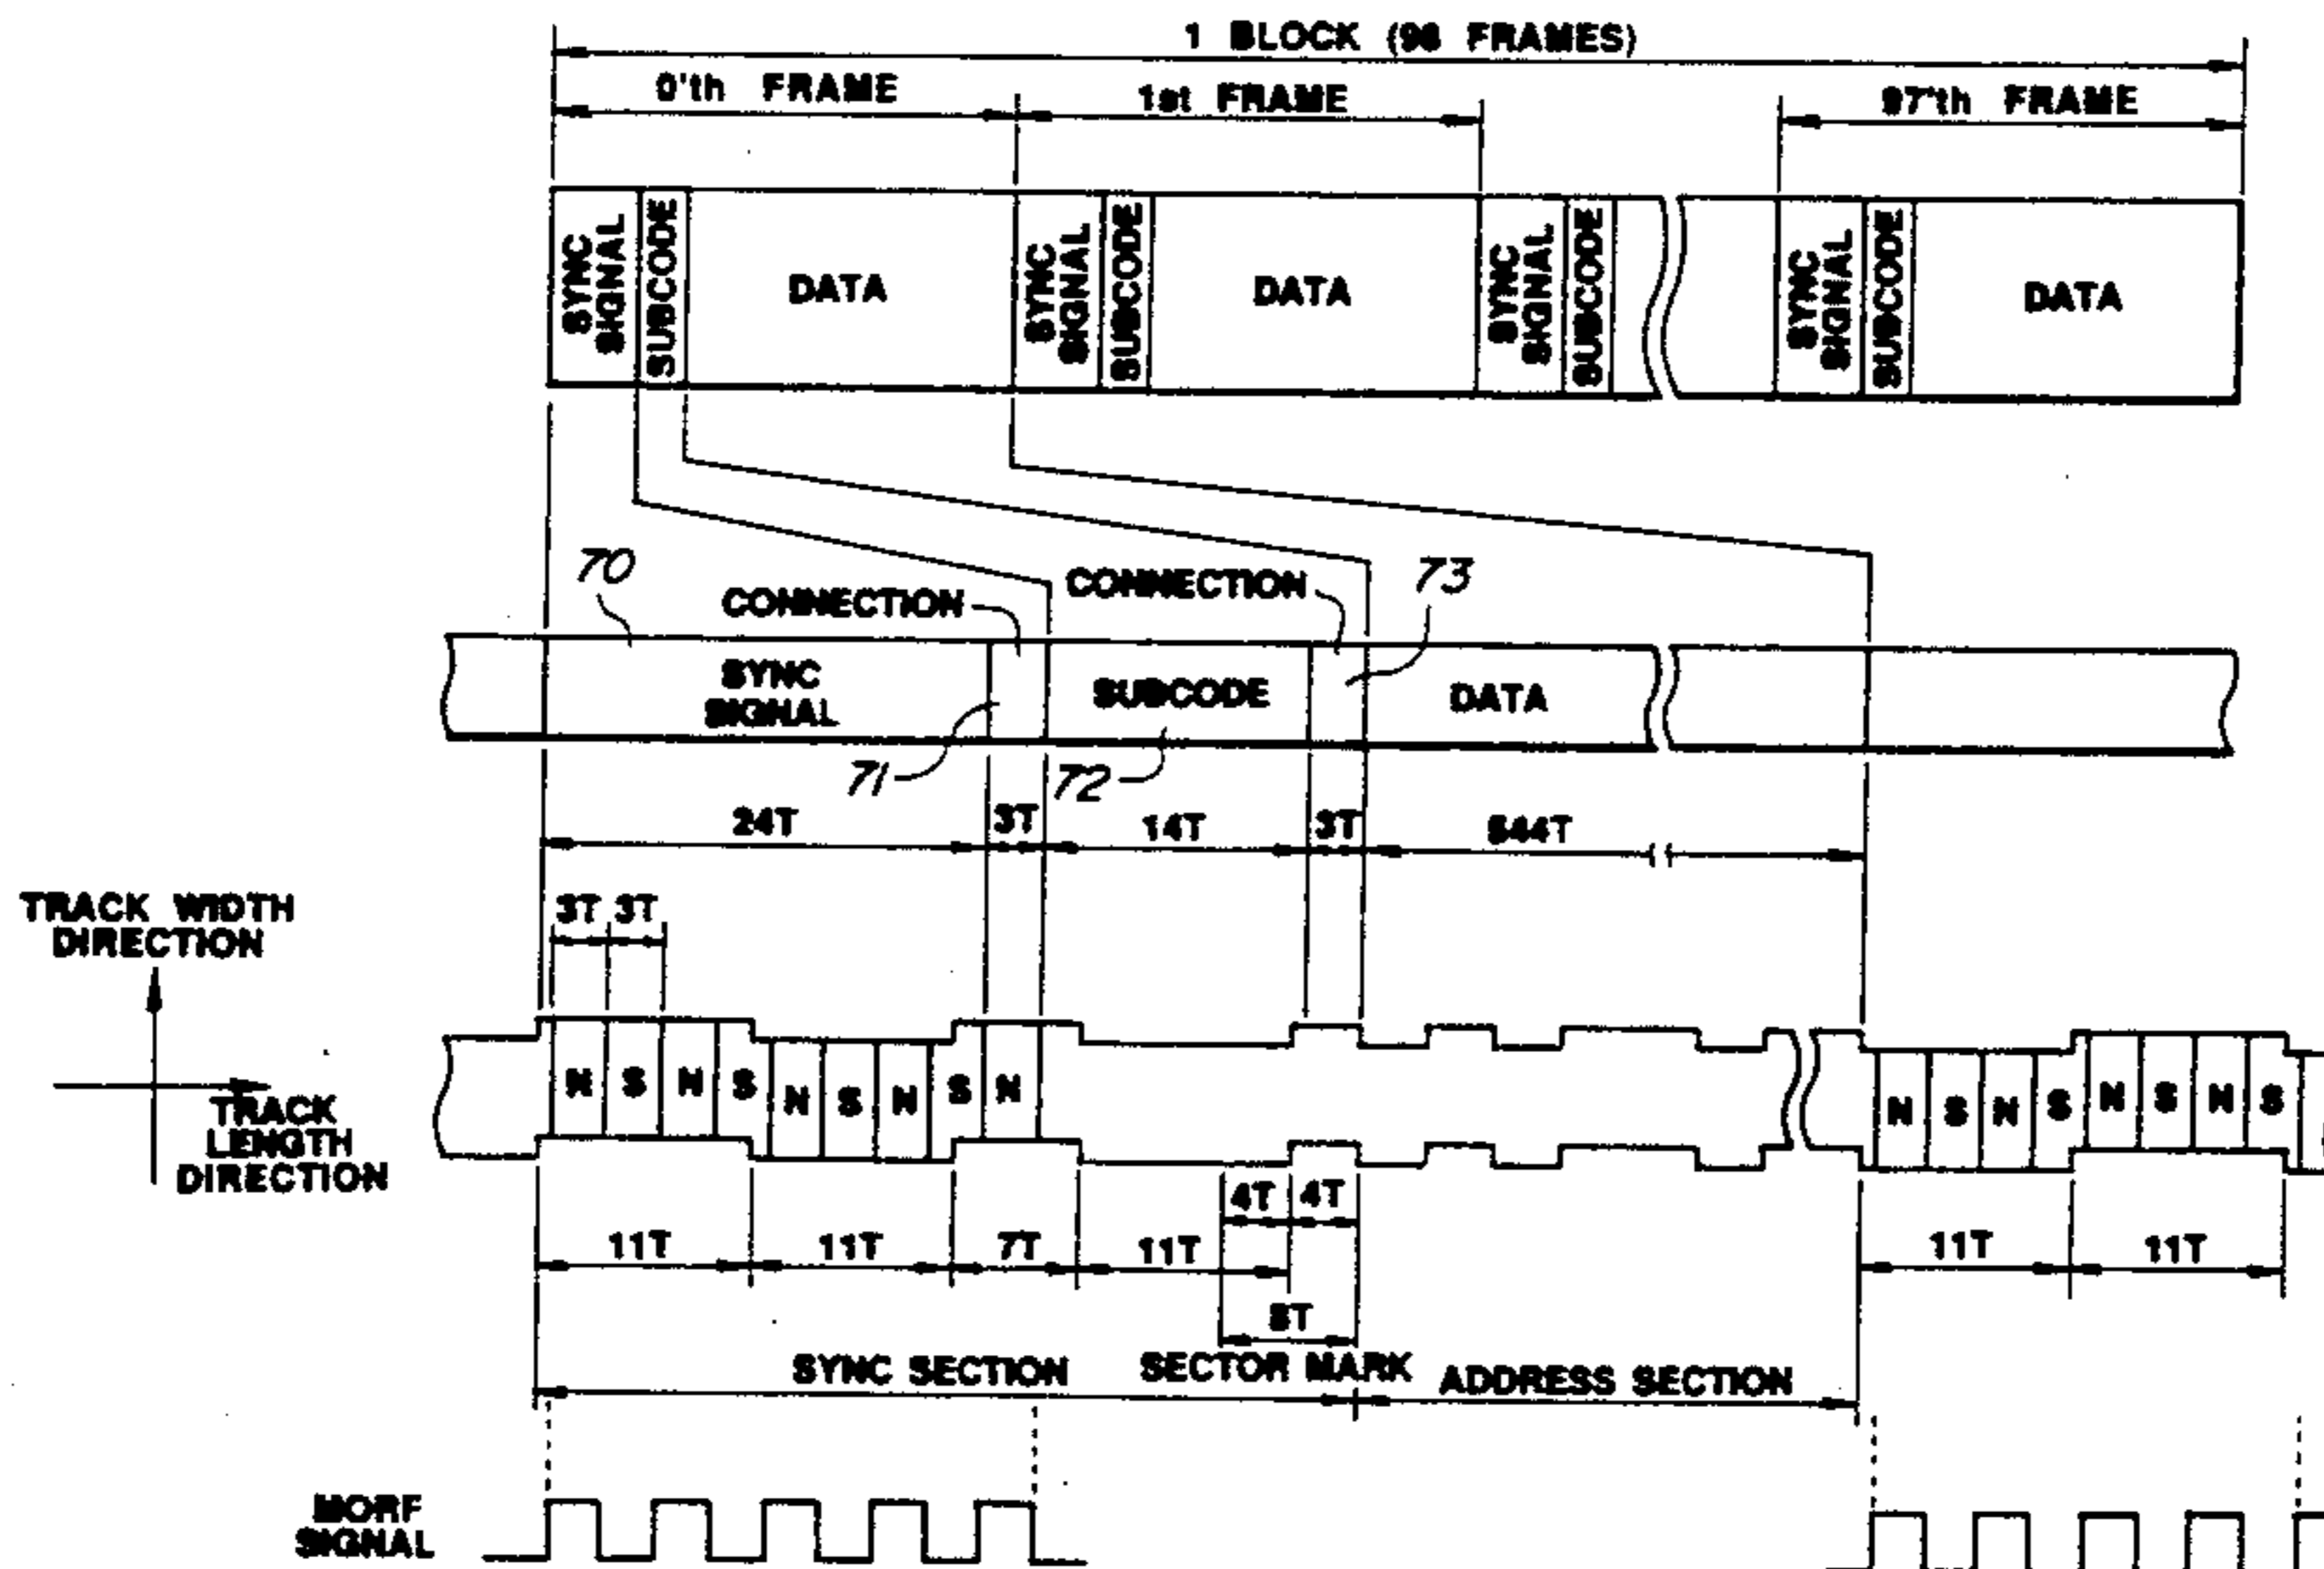 1 BLOCK (98 FRAMES)
0'th FRAME
1st FRAME
97'th FRAME
SYNC
SIGNAL
SUBCODE
DATA
SYNC
SIGNAL
SUBCODE
DATA
SYNC
SIGNAL
SUBCODE
SYNC
SIGNAL
SUBCODE
DATA
70
CONNECTION
CONNECTION
73
SYNC
SIGNAL
SUBCODE
DATA
71
72
24T
3T
14T
3T
544T
TRACK WIDTH
DIRECTION
3T 3T
TRACK
LENGTH
DIRECTION
N S N S N S N S N
N S N S N S N S
4T 4T
11T
11T
7T
11T
11T
11T
8T
SYNC SECTION
SECTOR MARK
ADDRESS SECTION
MORF
SIGNAL